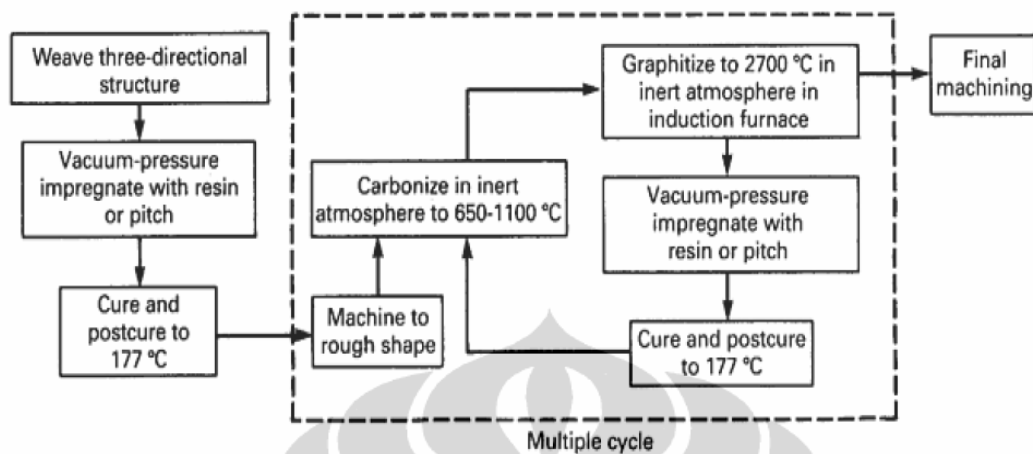 Weave three-directional
structure
Vacuum-pressure
impregnate with resin
or pitch
Cure and
postcure to
177 °C
Machine to
rough shape
Carbonize in inert
atmosphere to 650-1100 °C
Graphitize to 2700 °C in
inert atmosphere in
induction furnace
Vacuum-pressure
impregnate with
resin or pitch
Cure and postcure
to 177 °C
Final
machining
Multiple cycle